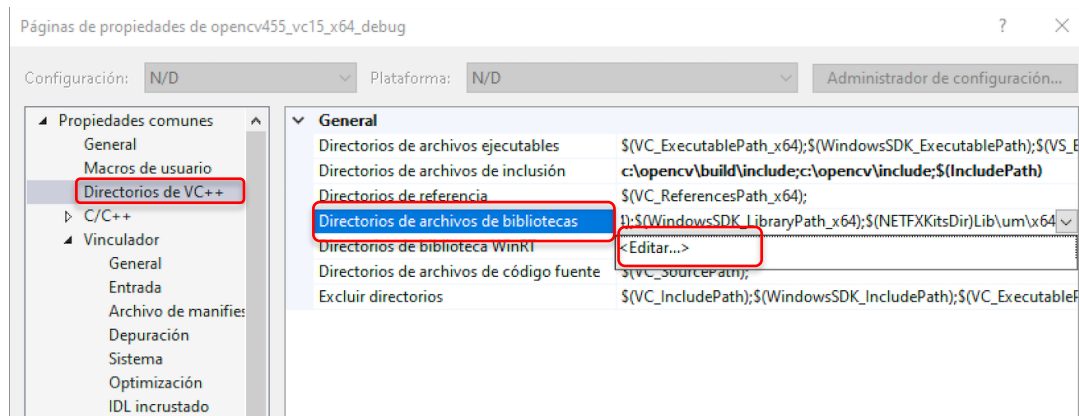 Páginas de propiedades de opencv455_vc15_x64_debug ? ×
Configuración: N/D Plataforma: N/D Administrador de configuración...
Propiedades comunes
General
Macros de usuario
Directorios de VC++
C/C++
Vinculador
General
Entrada
Archivo de manifies
Depuración
Sistema
Optimización
IDL incrustado
General
Directorios de archivos ejecutables $(VC_ExecutablePath_x64);$(WindowsSDK_ExecutablePath);$(VS_E
Directorios de archivos de inclusión c:\opencv\build\include;c:\opencv\include;$(IncludePath)
Directorios de referencia $(VC_ReferencesPath_x64);
Directorios de archivos de bibliotecas );$(WindowsSDK_LibraryPath_x64);$(NETFXKitsDir)Lib\um\x64
Directorios de biblioteca WinRT <Editar...>
Directorios de archivos de código fuente $(VC_SourcePath);
Excluir directorios $(VC_IncludePath);$(WindowsSDK_IncludePath);$(VC_ExecutableP